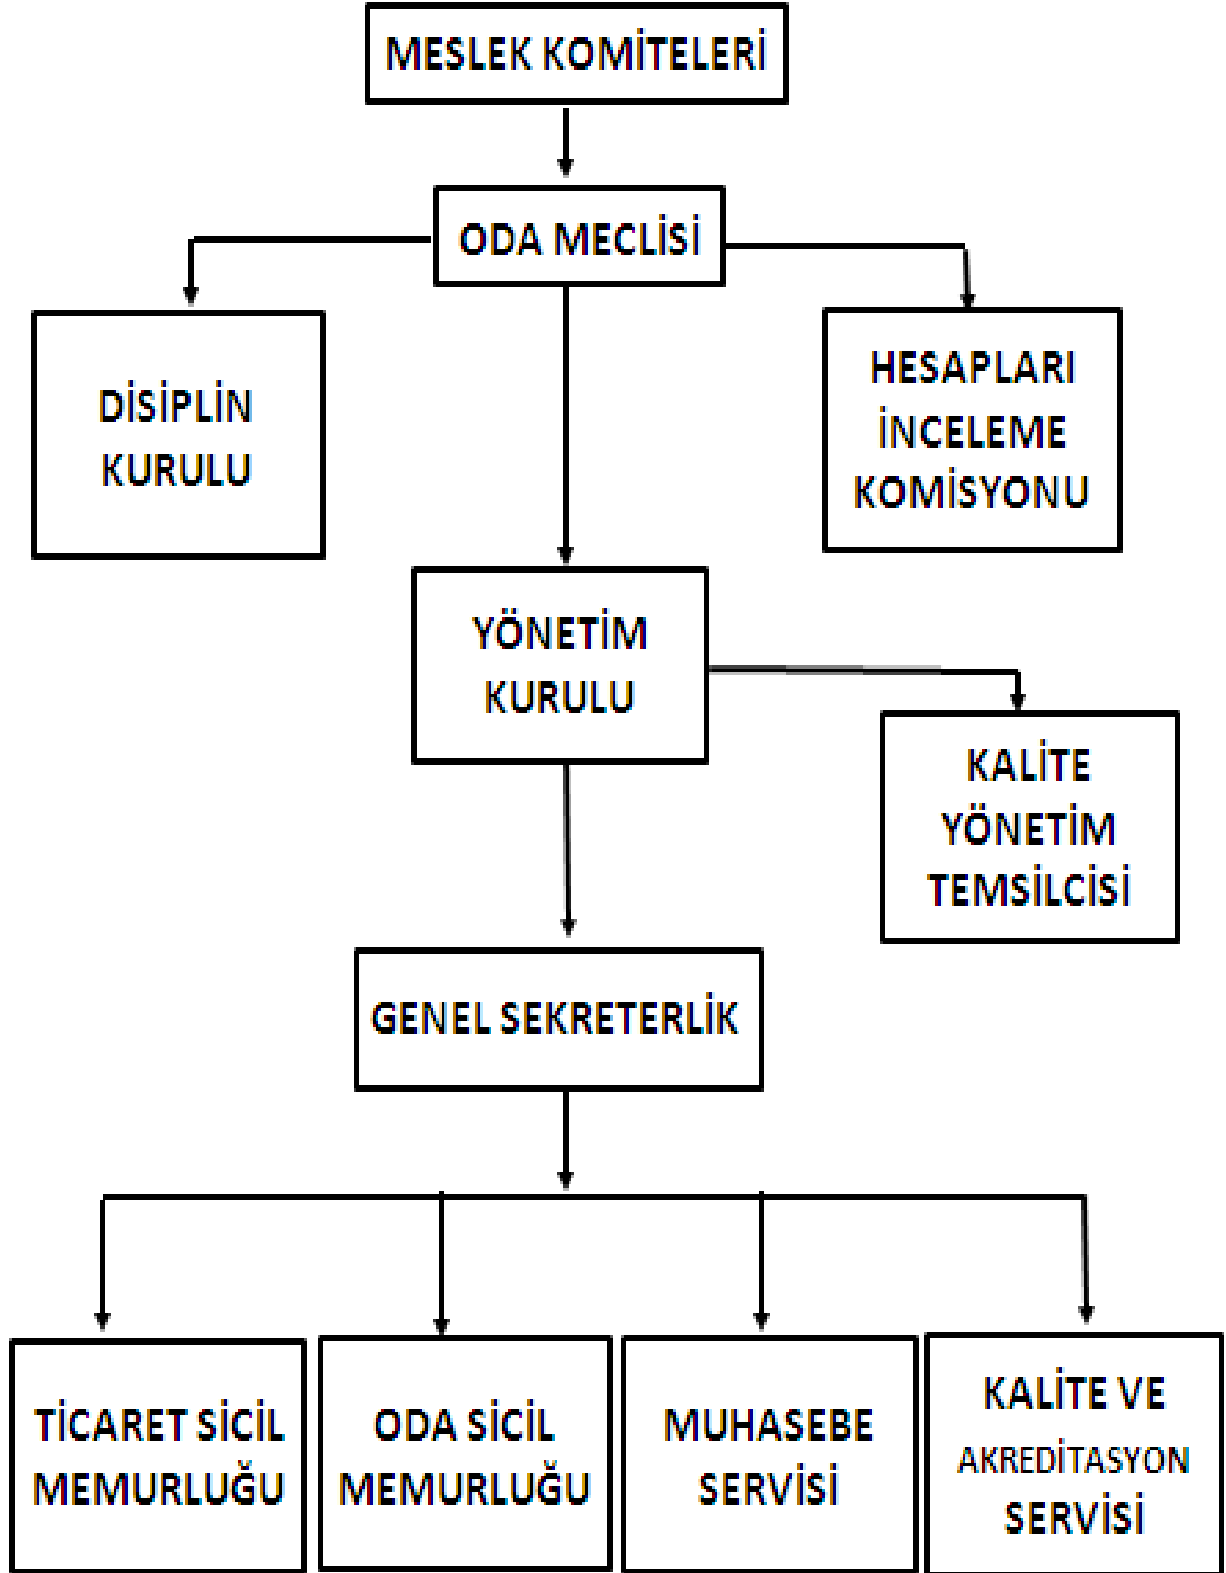 MESLEK KOMİTELERİ
ODA MECLİSİ
DİSİPLİN
KURULU
HESAPLARI
İNCELEME
KOMİSYONU
YÖNETİM
KURULU
KALİTE
YÖNETİM
TEMSİLCİSİ
GENEL SEKRETERLİK
TİCARET SİCİL
MEMURLUĞU
ODA SİCİL
MEMURLUĞU
MUHASEBE
SERVİSİ
KALİTE VE
AKREDİTASYON
SERVİSİ